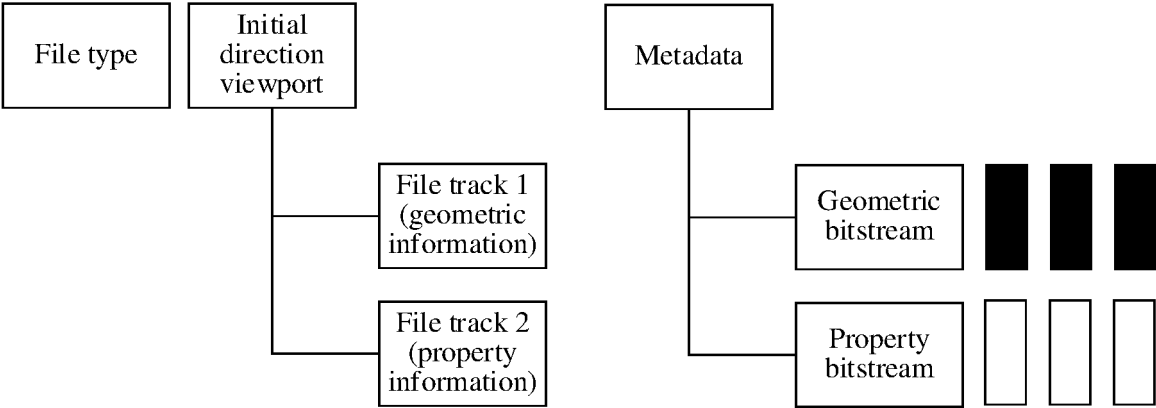 File type
Initial
direction
viewport
Metadata
File track 1
(geometric
information)
Geometric
bitstream
File track 2
(property
information)
Property
bitstream